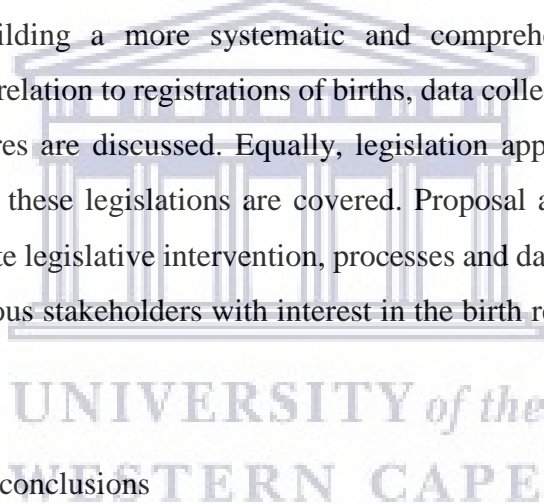 ilding a more systematic and comprehe
relation to registrations of births, data colle
res are discussed. Equally, legislation app
these legislations are covered. Proposal a
te legislative intervention, processes and da
ous stakeholders with interest in the birth re
UNIVERSITY of the
WESTERN CAPE
conclusions